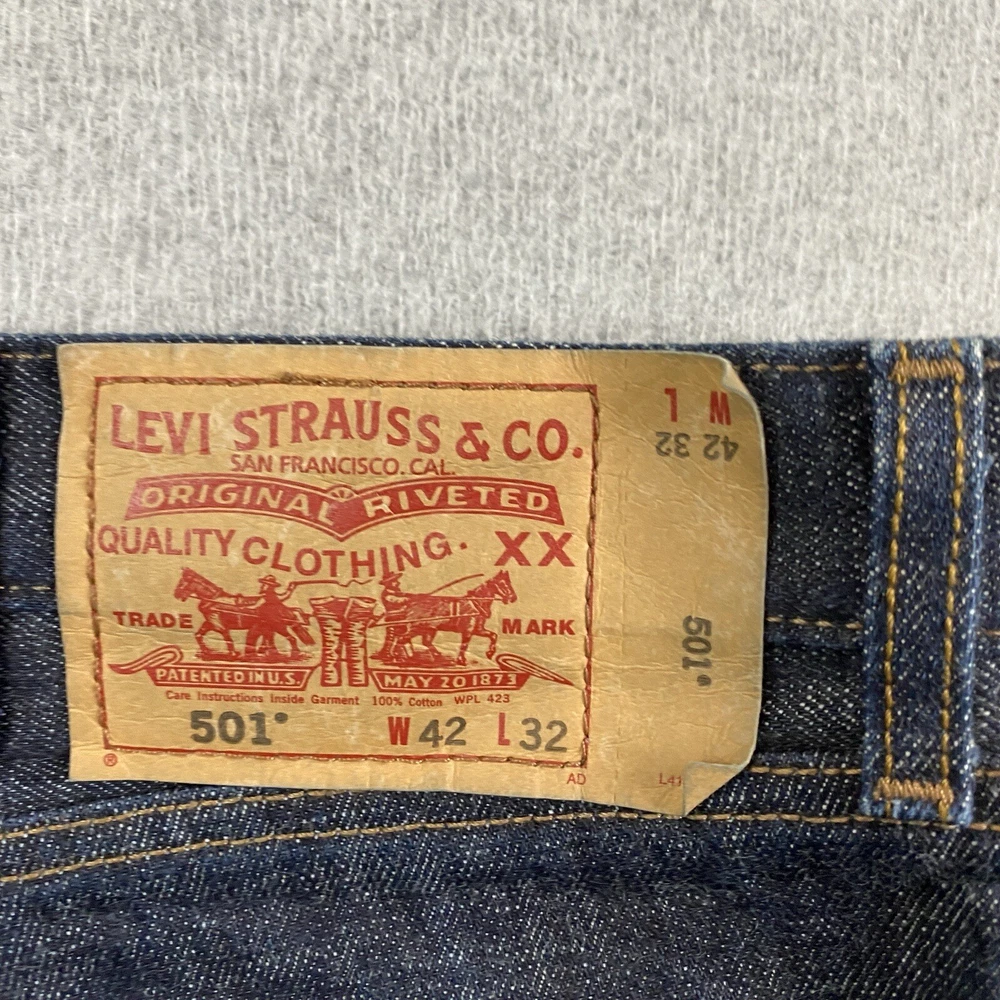 LEVI STRAUSS & CO.
SAN FRANCISCO. CAL.
ORIGINAL RIVETED
QUALITY CLOTHING. XX
TRADE MARK
PATENTED IN U.S. MAY 20 1873
Care Instructions Inside Garment 100% Cotton WPL 423
501® W 42 L 32
®
AD L41
W L
42 32
501®